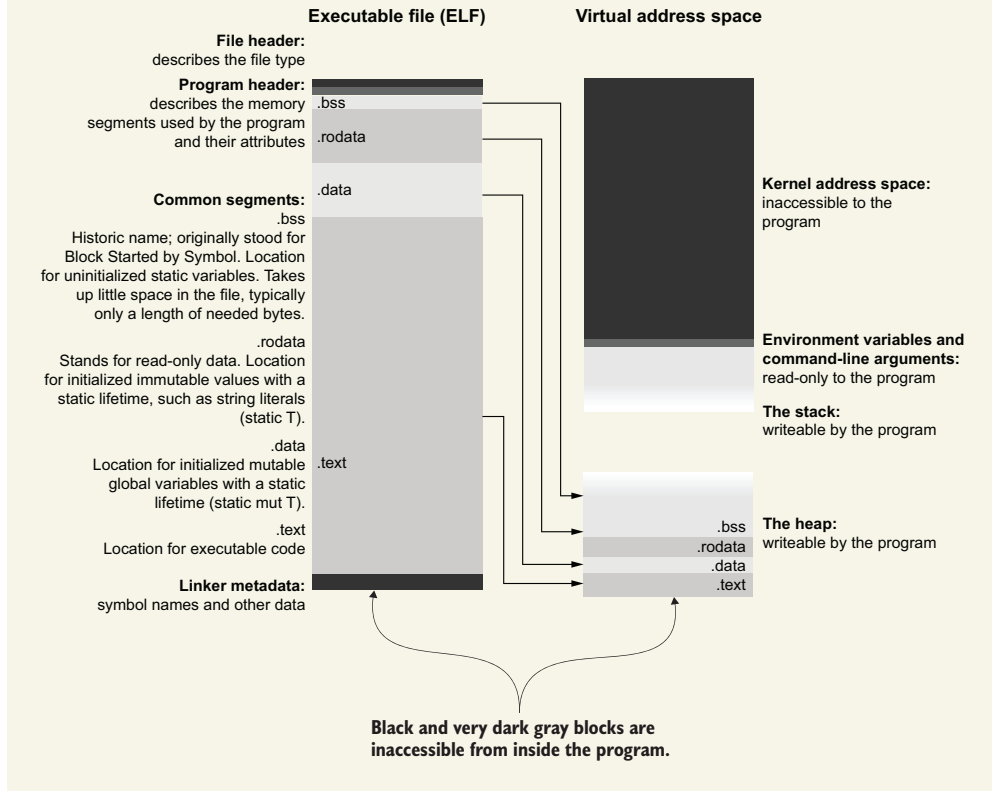 Executable file (ELF)
Virtual address space
File header:
describes the file type
Program header:
describes the memory
segments used by the program
and their attributes
Common segments:
.bss
Historic name; originally stood for
Block Started by Symbol. Location
for uninitialized static variables. Takes
up little space in the file, typically
only a length of needed bytes.
.rodata
Stands for read-only data. Location
for initialized immutable values with a
static lifetime, such as string literals
(static T).
.data
Location for initialized mutable
global variables with a static
lifetime (static mut T).
.text
Location for executable code
Linker metadata:
symbol names and other data
.bss
.rodata
.data
.text
.bss
.rodata
.data
.text
Kernel address space:
inaccessible to the
program
Environment variables and
command-line arguments:
read-only to the program
The stack:
writeable by the program
The heap:
writeable by the program
Black and very dark gray blocks are
inaccessible from inside the program.